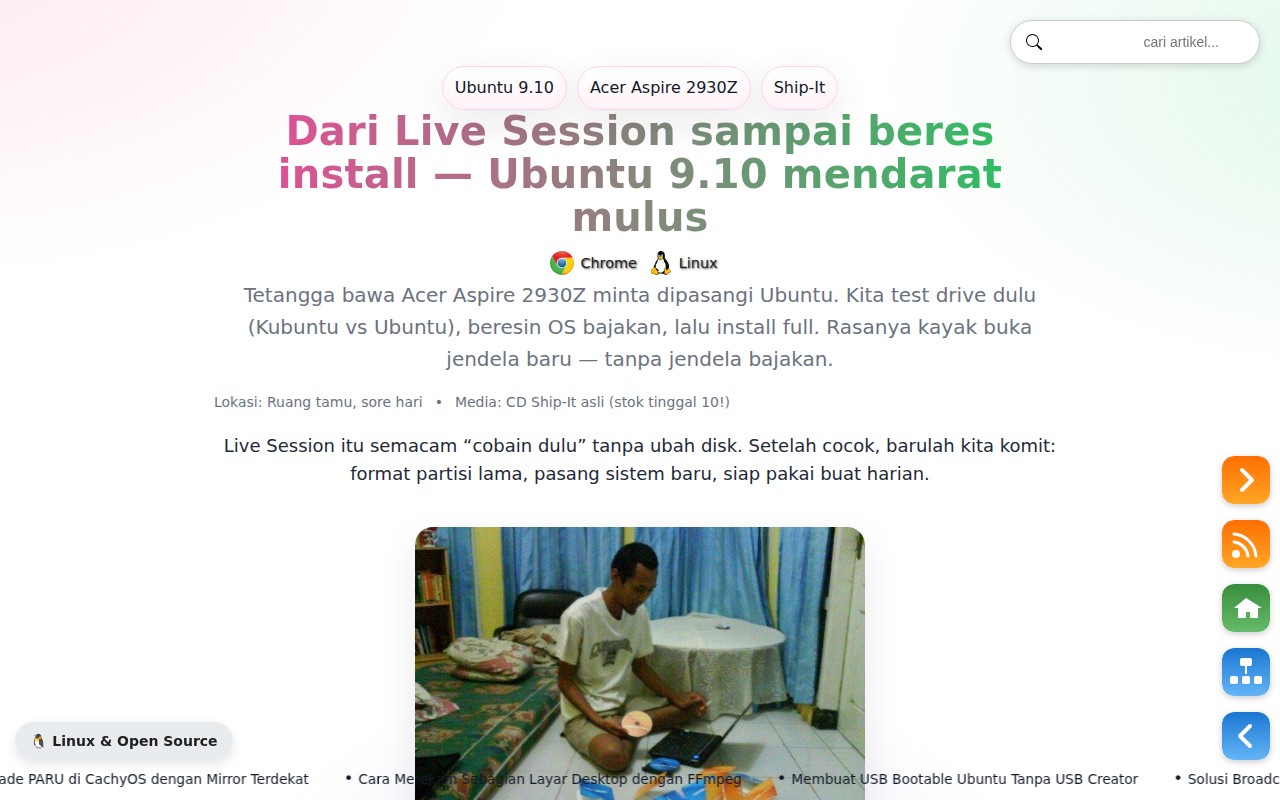 cari artikel...
Ubuntu 9.10
Acer Aspire 2930Z
Ship-It
Dari Live Session sampai beres
install — Ubuntu 9.10 mendarat
mulus
Chrome
Linux
Tetangga bawa Acer Aspire 2930Z minta dipasangi Ubuntu. Kita test drive dulu
(Kubuntu vs Ubuntu), beresin OS bajakan, lalu install full. Rasanya kayak buka
jendela baru — tanpa jendela bajakan.
Lokasi: Ruang tamu, sore hari • Media: CD Ship-It asli (stok tinggal 10!)
Live Session itu semacam “cobain dulu” tanpa ubah disk. Setelah cocok, barulah kita komit:
format partisi lama, pasang sistem baru, siap pakai buat harian.
Linux & Open Source
ade PARU di CachyOS dengan Mirror Terdekat • Cara Merekam Sebagian Layar Desktop dengan FFmpeg • Membuat USB Bootable Ubuntu Tanpa USB Creator • Solusi Broadc